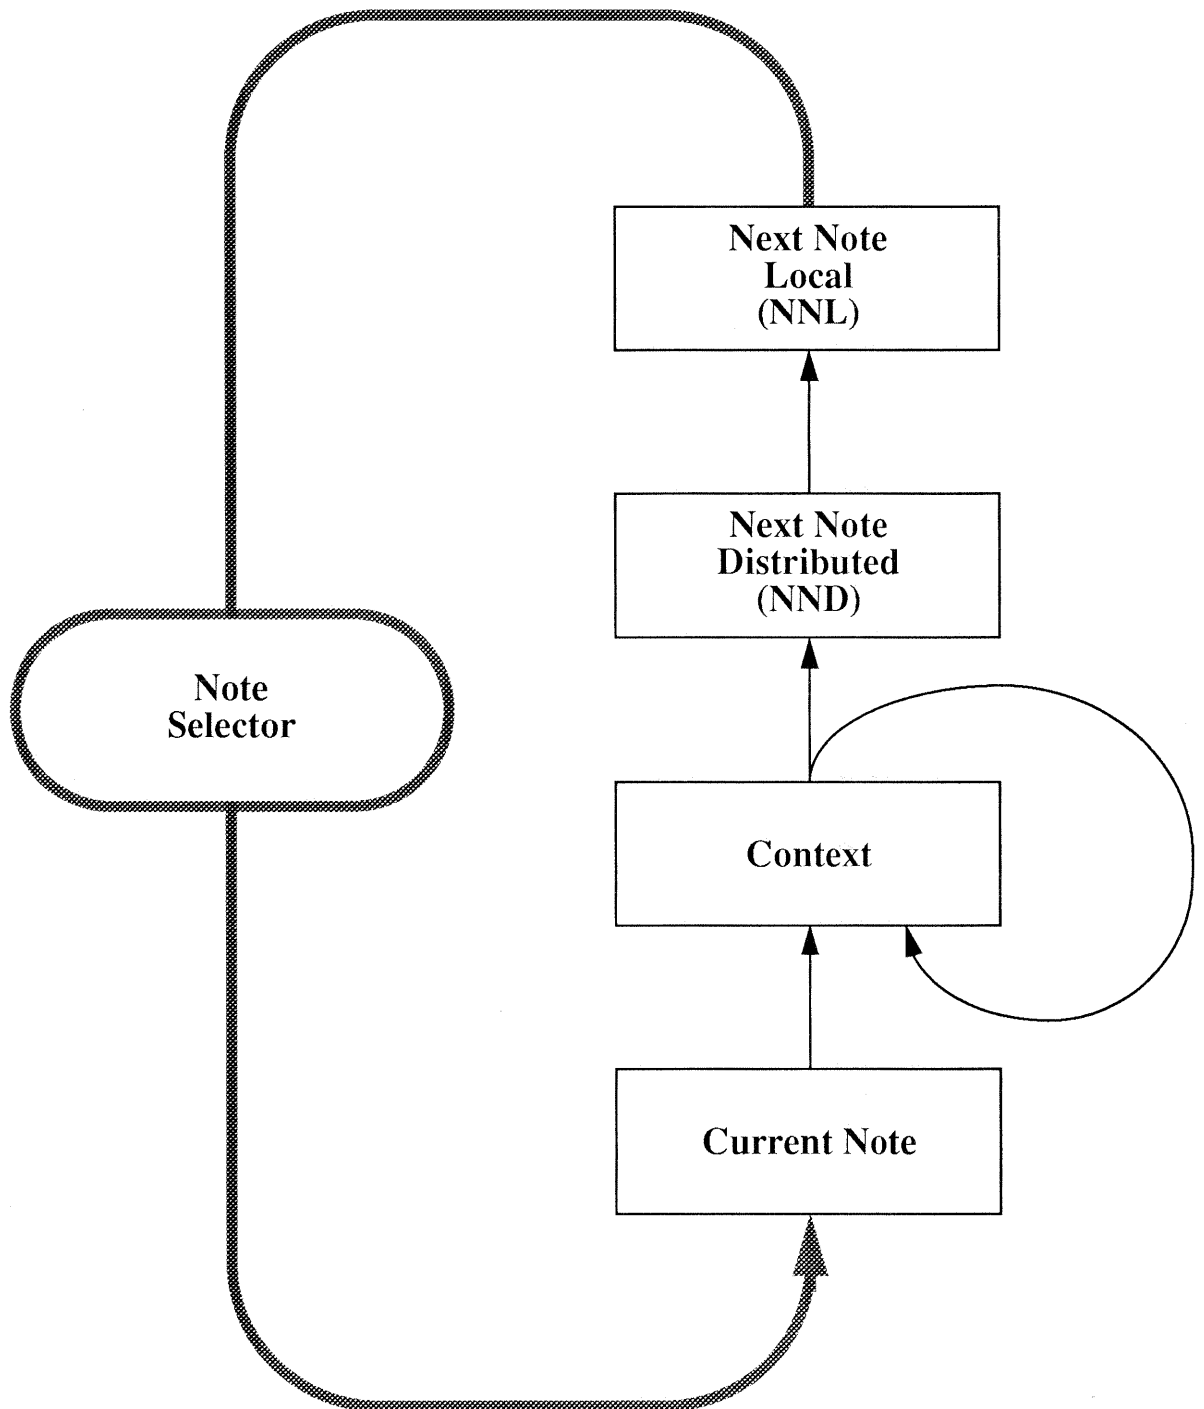 Next Note
Local
(NNL)
Next Note
Distributed
(NND)
Note
Selector
Context
Current Note